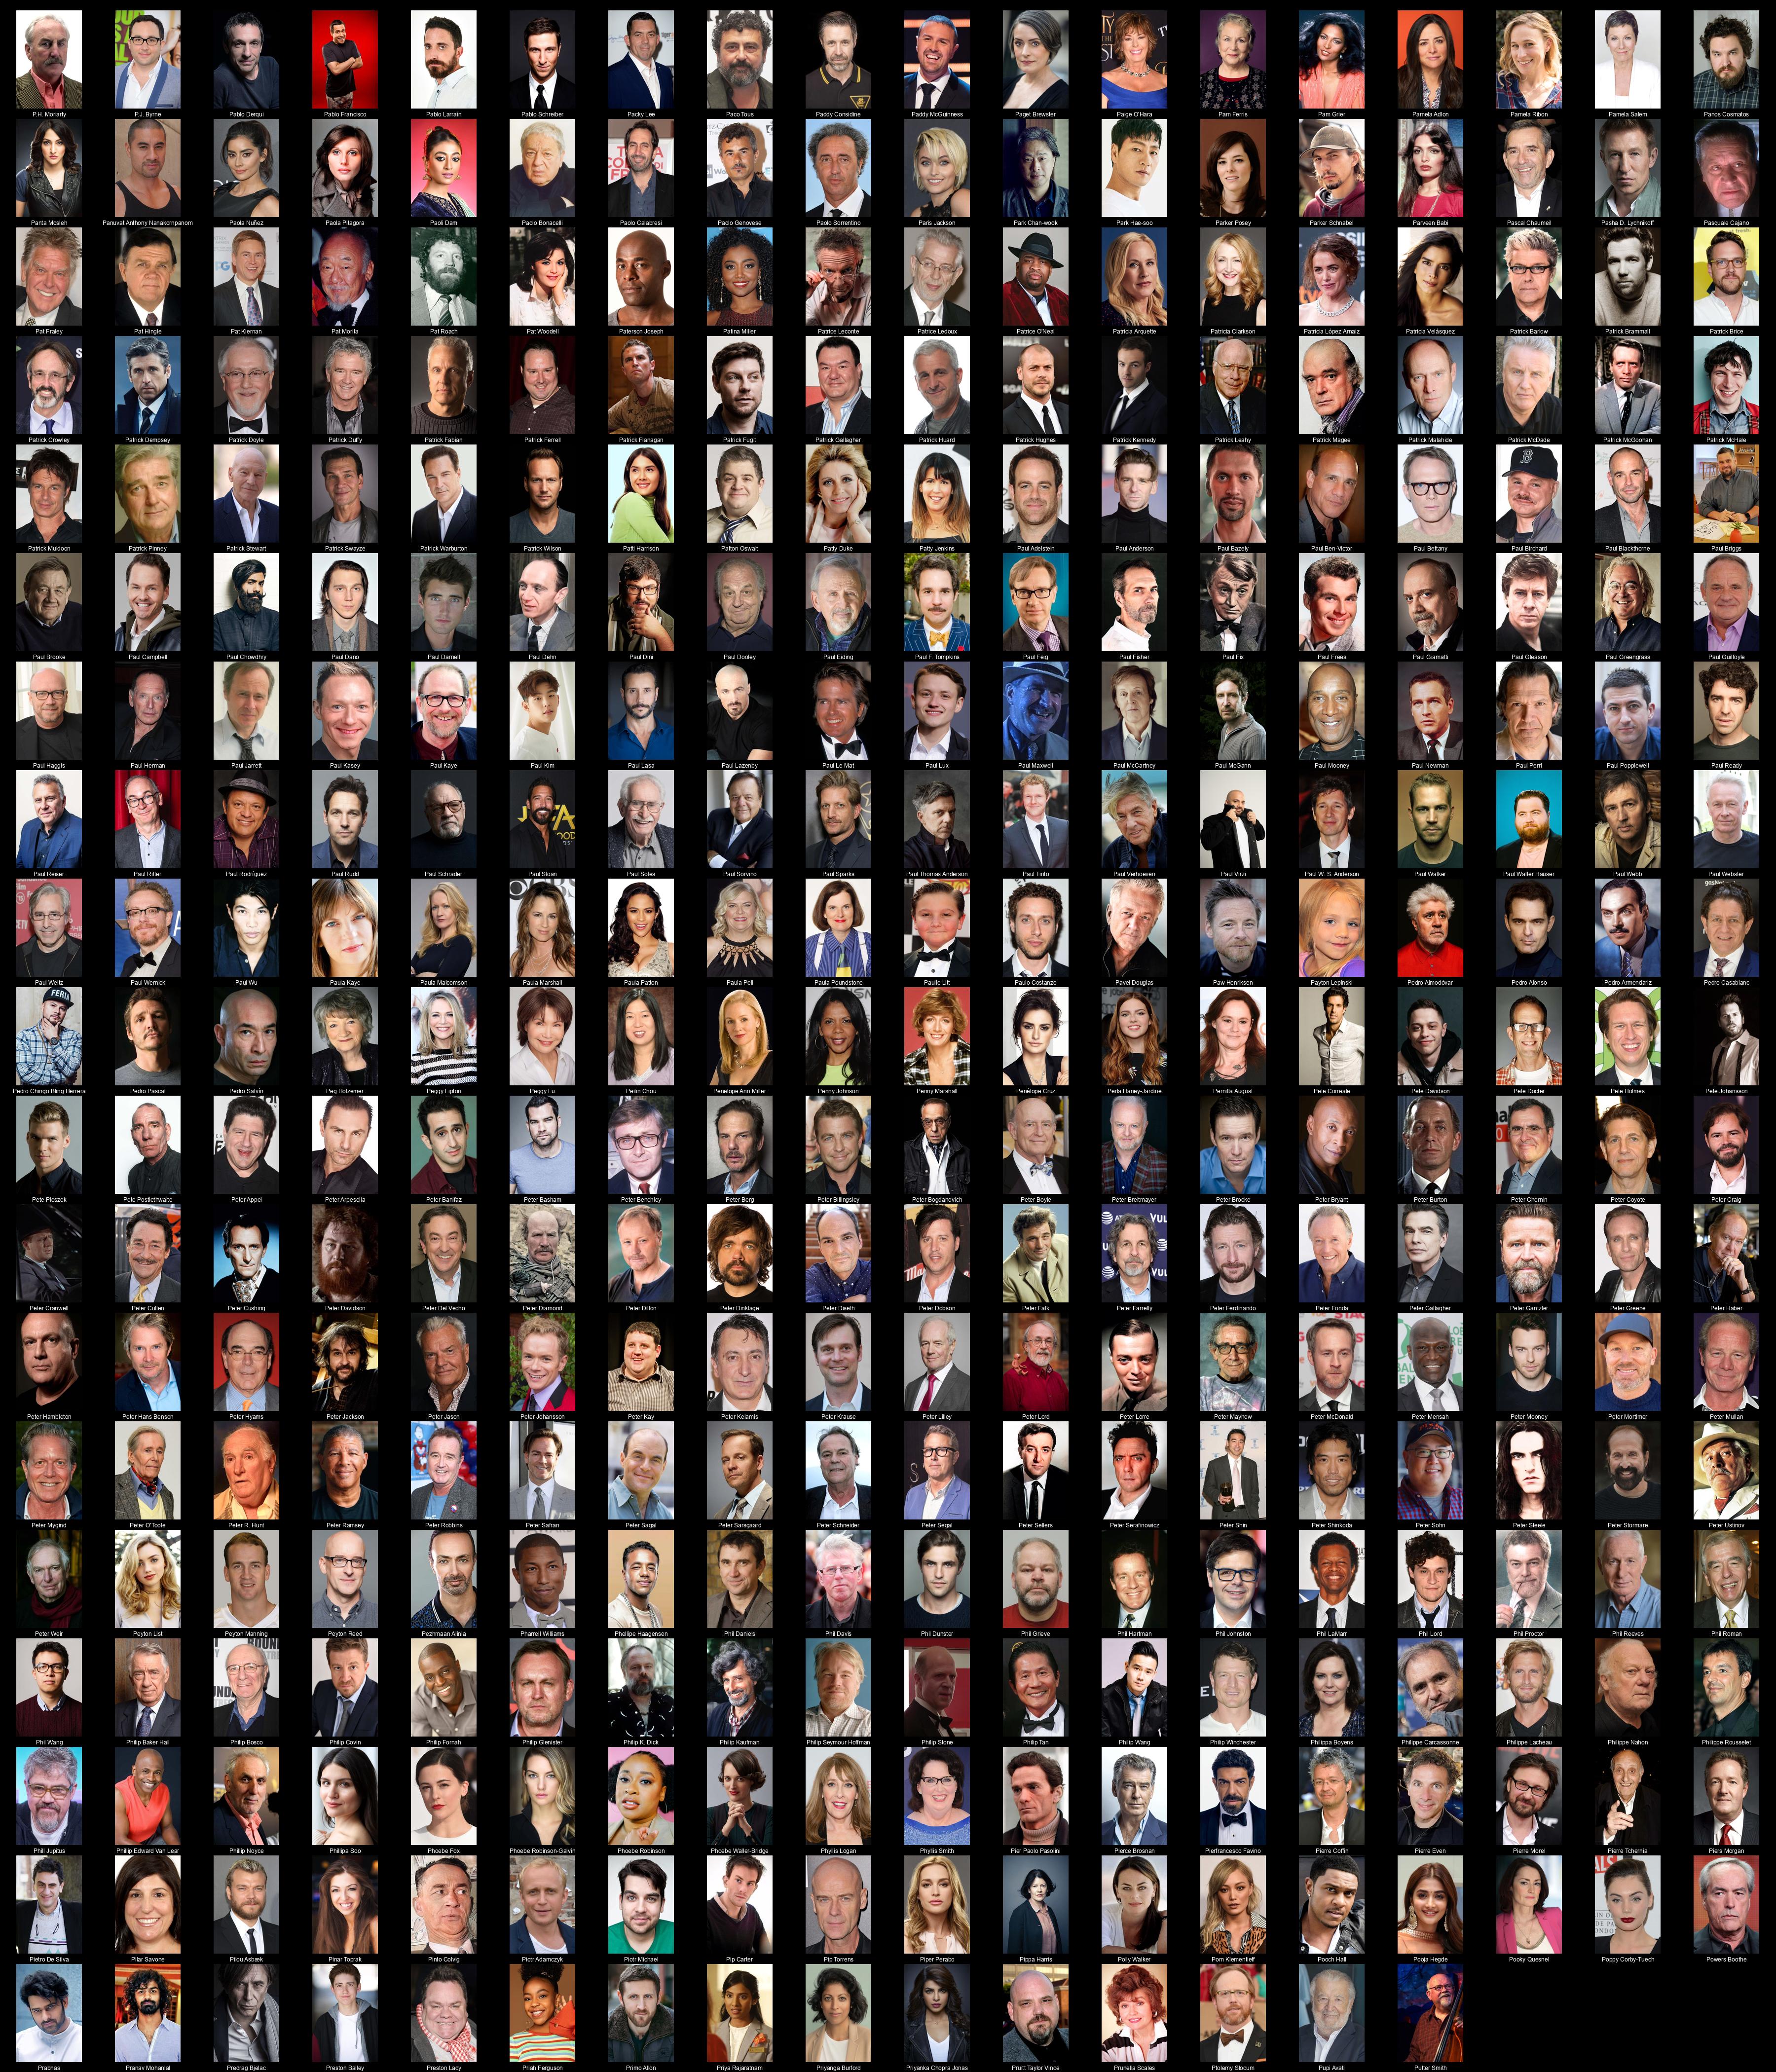 P.H. Moriarty P.J. Byrne Pablo Derqui Pablo Francisco Pablo Larraín Pablo Schreiber Packy Lee Paco Tous Paddy Considine Paddy McGuinness Paget Brewster Paige O'Hara Pam Ferris Pam Grier Pamela Adlon Pamela Ribon Pamela Salem Panos Cosmatos
Panta Mosleh Panuvat Anthony Nanakornpanom Paola Nuñez Paola Pitagora Paoli Dam Paolo Bonacelli Paolo Calabresi Paolo Genovese Paolo Sorrentino Paris Jackson Park Chan-wook Park Hae-soo Parker Posey Parker Schnabel Parveen Babi Pascal Chaumeil Pasha D. Lychnikoff Pasquale Cajano
Pat Fraley Pat Hingle Pat Kiernan Pat Morita Pat Roach Pat Woodell Paterson Joseph Patina Miller Patrice Leconte Patrice Ledoux Patrice O'Neal Patricia Arquette Patricia Clarkson Patricia López Arnaiz Patricia Velásquez Patrick Barlow Patrick Brammall Patrick Brice
Patrick Crowley Patrick Dempsey Patrick Doyle Patrick Duffy Patrick Fabian Patrick Ferrell Patrick Flanagan Patrick Fugit Patrick Gallagher Patrick Huard Patrick Hughes Patrick Kennedy Patrick Leahy Patrick Magee Patrick Malahide Patrick McDade Patrick McGoohan Patrick McHale
Patrick Muldoon Patrick Pinney Patrick Stewart Patrick Swayze Patrick Warburton Patrick Wilson Patti Harrison Patton Oswalt Patty Duke Patty Jenkins Paul Adelstein Paul Anderson Paul Bazely Paul Ben-Victor Paul Bettany Paul Birchard Paul Blackthorne Paul Briggs
Paul Brooke Paul Campbell Paul Chowdhry Paul Dano Paul Darnell Paul Dehn Paul Dini Paul Dooley Paul Eiding Paul F. Tompkins Paul Feig Paul Fisher Paul Fix Paul Frees Paul Giamatti Paul Gleason Paul Greengrass Paul Guilfoyle
Paul Haggis Paul Herman Paul Jarrett Paul Kasey Paul Kaye Paul Kim Paul Lasa Paul Lazenby Paul Le Mat Paul Lux Paul Maxwell Paul McCartney Paul McGann Paul Mooney Paul Newman Paul Perri Paul Popplewell Paul Ready
Paul Reiser Paul Ritter Paul Rodriguez Paul Rudd Paul Schrader Paul Sloan Paul Soles Paul Sorvino Paul Sparks Paul Thomas Anderson Paul Tinto Paul Verhoeven Paul Virzi Paul W. S. Anderson Paul Walker Paul Walter Hauser Paul Webb Paul Webster
Paul Weitz Paul Wernick Paul Wu Paula Kaye Paula Malcomson Paula Marshall Paula Patton Paula Pell Paula Poundstone Paulie Litt Paulo Costanzo Pavel Douglas Paw Henriksen Payton Lepinski Pedro Almodóvar Pedro Alonso Pedro Armendáriz Pedro Casablanc
Pedro Chingo Bling Herrera Pedro Pascal Pedro Salvín Peg Holzemer Peggy Lipton Peggy Lu Peilin Chou Penelope Ann Miller Penny Johnson Penny Marshall Penélope Cruz Perla Haney-Jardine Pernilla August Pete Correale Pete Davidson Pete Docter Pete Holmes Pete Johansson
Pete Ploszek Pete Postlethwaite Peter Appel Peter Arpesella Peter Banifaz Peter Basham Peter Benchley Peter Berg Peter Billingsley Peter Bogdanovich Peter Boyle Peter Breitmayer Peter Brooke Peter Bryant Peter Burton Peter Chernin Peter Coyote Peter Craig
Peter Cranwell Peter Cullen Peter Cushing Peter Davidson Peter Del Vecho Peter Diamond Peter Dillon Peter Dinklage Peter Diseth Peter Dobson Peter Falk Peter Farrelly Peter Ferdinando Peter Fonda Peter Gallagher Peter Gantzler Peter Greene Peter Haber
Peter Hambleton Peter Hans Benson Peter Hyams Peter Jackson Peter Jason Peter Johansson Peter Kay Peter Kelamis Peter Krause Peter Lilley Peter Lord Peter Lorre Peter Mayhew Peter McDonald Peter Mensah Peter Mooney Peter Mortimer Peter Mullan
Peter Mygind Peter O'Toole Peter R. Hunt Peter Ramsey Peter Robbins Peter Safran Peter Sagal Peter Sarsgaard Peter Schneider Peter Segal Peter Sellers Peter Serafinowicz Peter Shin Peter Shinkoda Peter Sohn Peter Steele Peter Stormare Peter Ustinov
Peter Weir Peyton List Peyton Manning Peyton Reed Pezhmaan Alinia Pharrell Williams Phellipe Haagensen Phil Daniels Phil Davis Phil Dunster Phil Grieve Phil Hartman Phil Johnston Phil LaMarr Phil Lord Phil Proctor Phil Reeves Phil Roman
Phil Wang Philip Baker Hall Philip Bosco Philip Covin Philip Fornah Philip Glenister Philip K. Dick Philip Kaufman Philip Seymour Hoffman Philip Stone Philip Tan Philip Wang Philip Winchester Philippa Boyens Philippe Carcassonne Philippe Lacheau Philippe Nahon Philippe Rousselet
Phill Jupitus Phillip Edward Van Lear Phillip Noyce Phillipa Soo Phoebe Fox Phoebe Robinson-Galvin Phoebe Robinson Phoebe Waller-Bridge Phyllis Logan Phyllis Smith Pier Paolo Pasolini Pierce Brosnan Pierfrancesco Favino Pierre Coffin Pierre Even Pierre Morel Pierre Tchernia Piers Morgan
Pietro De Silva Pilar Savone Pilou Asbæk Pinar Toprak Pinto Colvig Piotr Adamczyk Piotr Michael Pip Carter Pip Torrens Piper Perabo Pippa Harris Polly Walker Pom Klementieff Pooch Hall Pooja Hegde Pooky Quesnel Poppy Corby-Tuech Powers Boothe
Prabhas Pranav Mohanlal Predrag Bjelac Preston Bailey Preston Lacy Priah Ferguson Primo Allon Priya Rajaratnam Priyanga Burford Priyanka Chopra Jonas Pruitt Taylor Vince Prunella Scales Ptolemy Slocum Pupi Avati Putter Smith